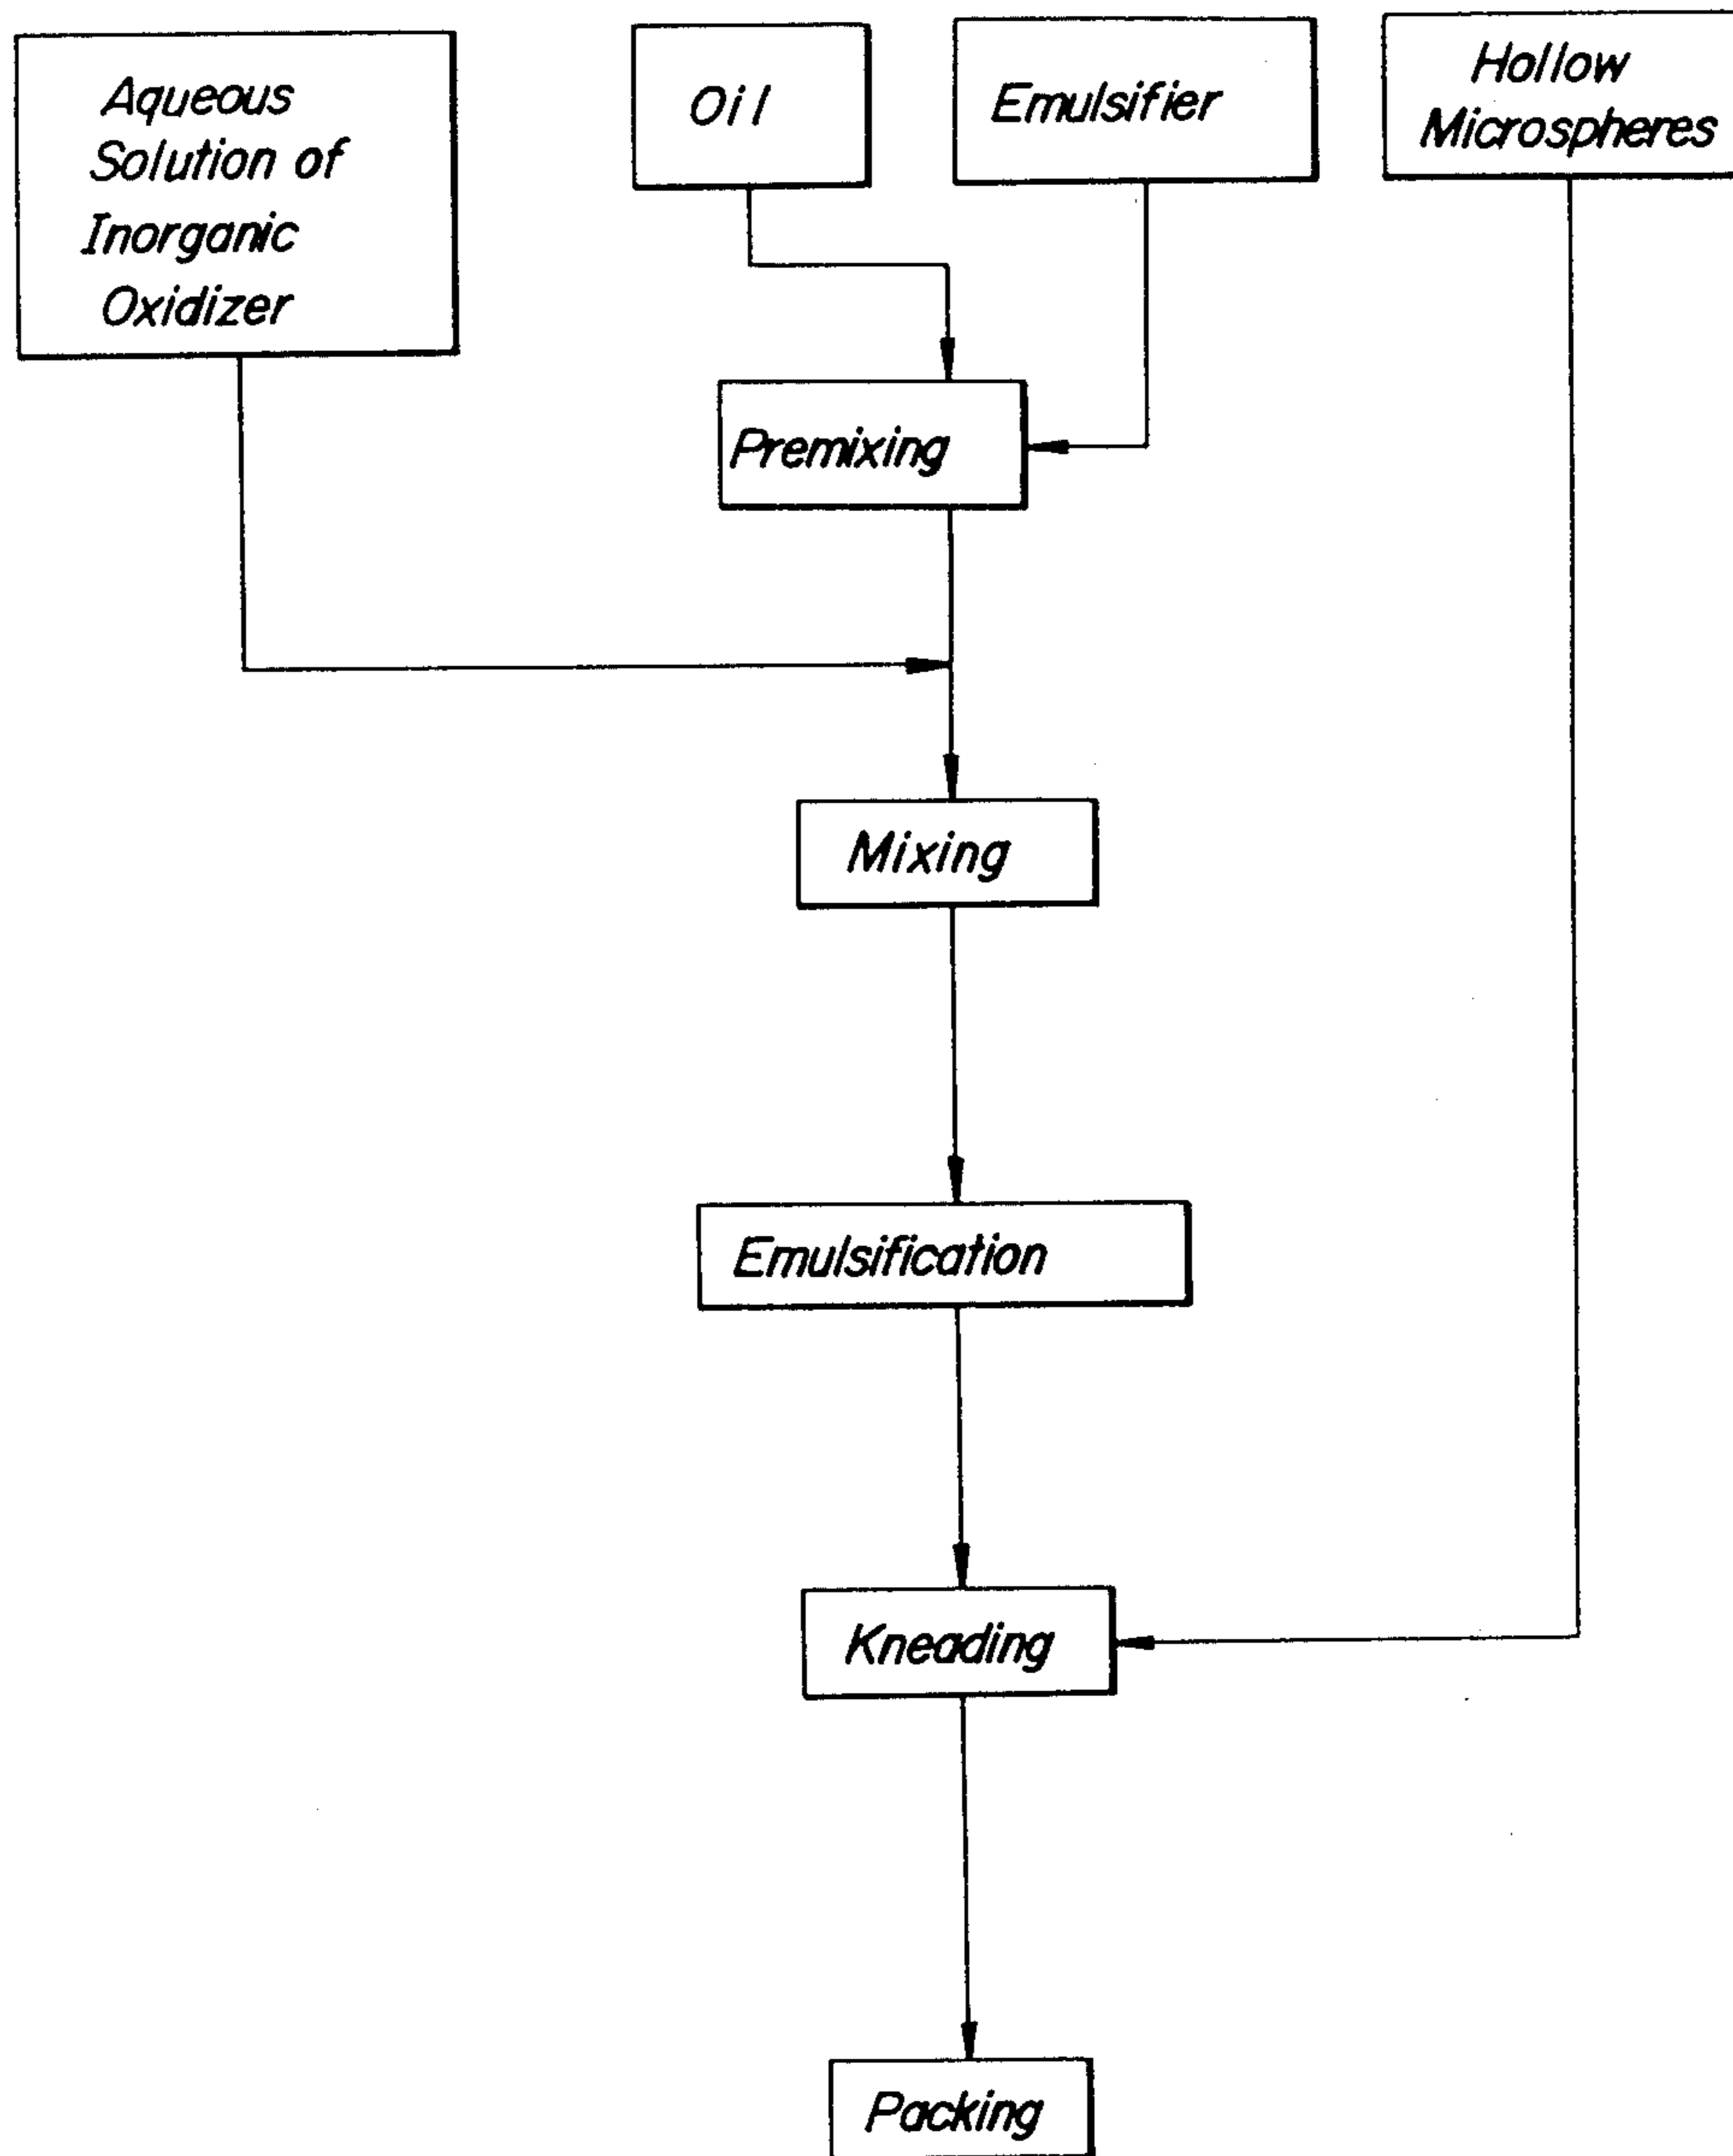 Aqueous
Solution of
Inorganic
Oxidizer
Oil
Emulsifier
Hollow
Microspheres
Premixing
Mixing
Emulsification
Kneading
Packing